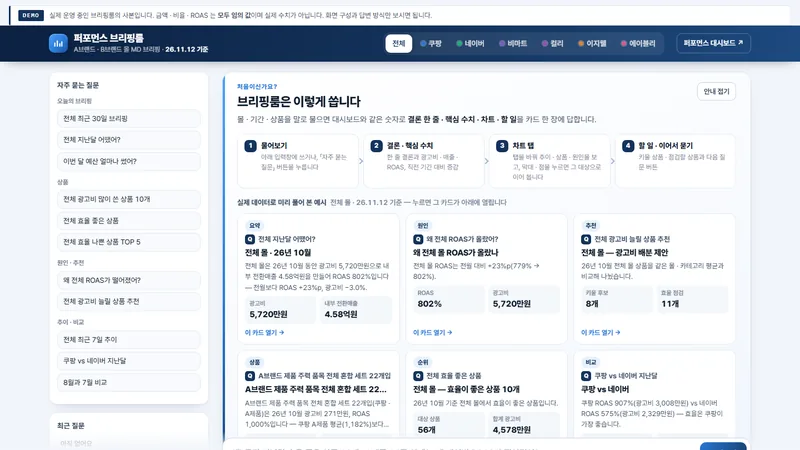 DEMO 실제 운영 중인 브리핑룸의 사본입니다. 금액 · 비율 · ROAS 는 모두 임의 값이며 실제 수치가 아닙니다. 화면 구성과 답변 방식만 보시면 됩니다.
퍼포먼스 브리핑룸
A브랜드 · B브랜드 몰 MD 브리핑 · 26.11.12 기준
전체 쿠팡 네이버 비마트 컬리 이지웰 에이블리
퍼포먼스 대시보드 ↗
자주 묻는 질문
오늘의 브리핑
전체 최근 30일 브리핑
전체 지난달 어땠어?
이번 달 예산 얼마나 썼어?
상품
전체 광고비 많이 쓴 상품 10개
전체 효율 좋은 상품
전체 효율 나쁜 상품 TOP 5
원인 · 추천
왜 전체 ROAS가 떨어졌어?
전체 광고비 늘릴 상품 추천
추이 · 비교
전체 최근 7일 추이
쿠팡 vs 네이버 지난달
8월과 7월 비교
최근 질문
처음이신가요?
브리핑룸은 이렇게 씁니다
안내 접기
몰 · 기간 · 상품을 말로 물으면 대시보드와 같은 숫자로 결론 한 줄 · 핵심 수치 · 차트 · 할 일을 카드 한 장에 답합니다.
1 물어보기
아래 입력창에 쓰거나, 「자주 묻는
질문」 버튼을 누릅니다
2 결론 · 핵심 수치
한 줄 결론과 광고비 · 매출 ·
ROAS, 직전 기간 대비 증감
3 차트 탭
탭을 바꿔 추이 · 상품 · 원인을 보
고, 막대 · 점을 누르면 그 대상으로
이어 봅니다
4 할 일 · 이어서 묻기
키울 상품 · 점검할 상품과 다음 질
문 버튼
실제 데이터로 미리 물어 본 예시 전체 몰 · 26.11.12 기준 — 누르면 그 카드가 아래에 열립니다
요약
Q 전체 지난달 어땠어?
전체 몰 · 26년 10월
전체 몰은 26년 10월 동안 광고비 5,720만원으로 내
부 전환매출 4.58억원을 만들어 ROAS 802%입니다
— 전월보다 ROAS +23%p, 광고비 −3.0%.
광고비
5,720만원
내부 전환매출
4.58억원
이 카드 열기 →
원인
Q 왜 전체 ROAS가 올랐어?
왜 전체 몰 ROAS가 올랐나
전체 몰 ROAS는 전월 대비 +23%p(779% →
802%).
ROAS
802%
광고비
5,720만원
이 카드 열기 →
추천
Q 전체 광고비 늘릴 상품 추천
전체 몰 — 광고비 배분 제안
26년 10월 전체 몰 상품을 같은 몰 · 카테고리 평균과
비교해 나눴습니다.
키울 후보
8개
효율 점검
11개
이 카드 열기 →
상품
Q A브랜드 제품 주력 품목 전체 혼합 세트 22개입
A브랜드 제품 주력 품목 전체 혼합 세트 22...
A브랜드 제품 주력 품목 전체 혼합 세트 22개입(쿠팡 ·
A제품)은 26년 10월 광고비 271만원, ROAS
1,000%입니다 — 쿠팡 A제품 평균(1,182%)보다...
순위
Q 전체 효율 좋은 상품
전체 몰 — 효율이 좋은 상품 10개
26년 10월 기준 전체 몰에서 효율이 좋은 상품입니다.
대상 상품
56개
합계 광고비
4,578만원
비교
Q 쿠팡 vs 네이버 지난달
쿠팡 vs 네이버
쿠팡 ROAS 907%(광고비 3,008만원) vs 네이버
ROAS 575%(광고비 2,329만원) — 효율은 쿠팡이
가장 좋습니다.